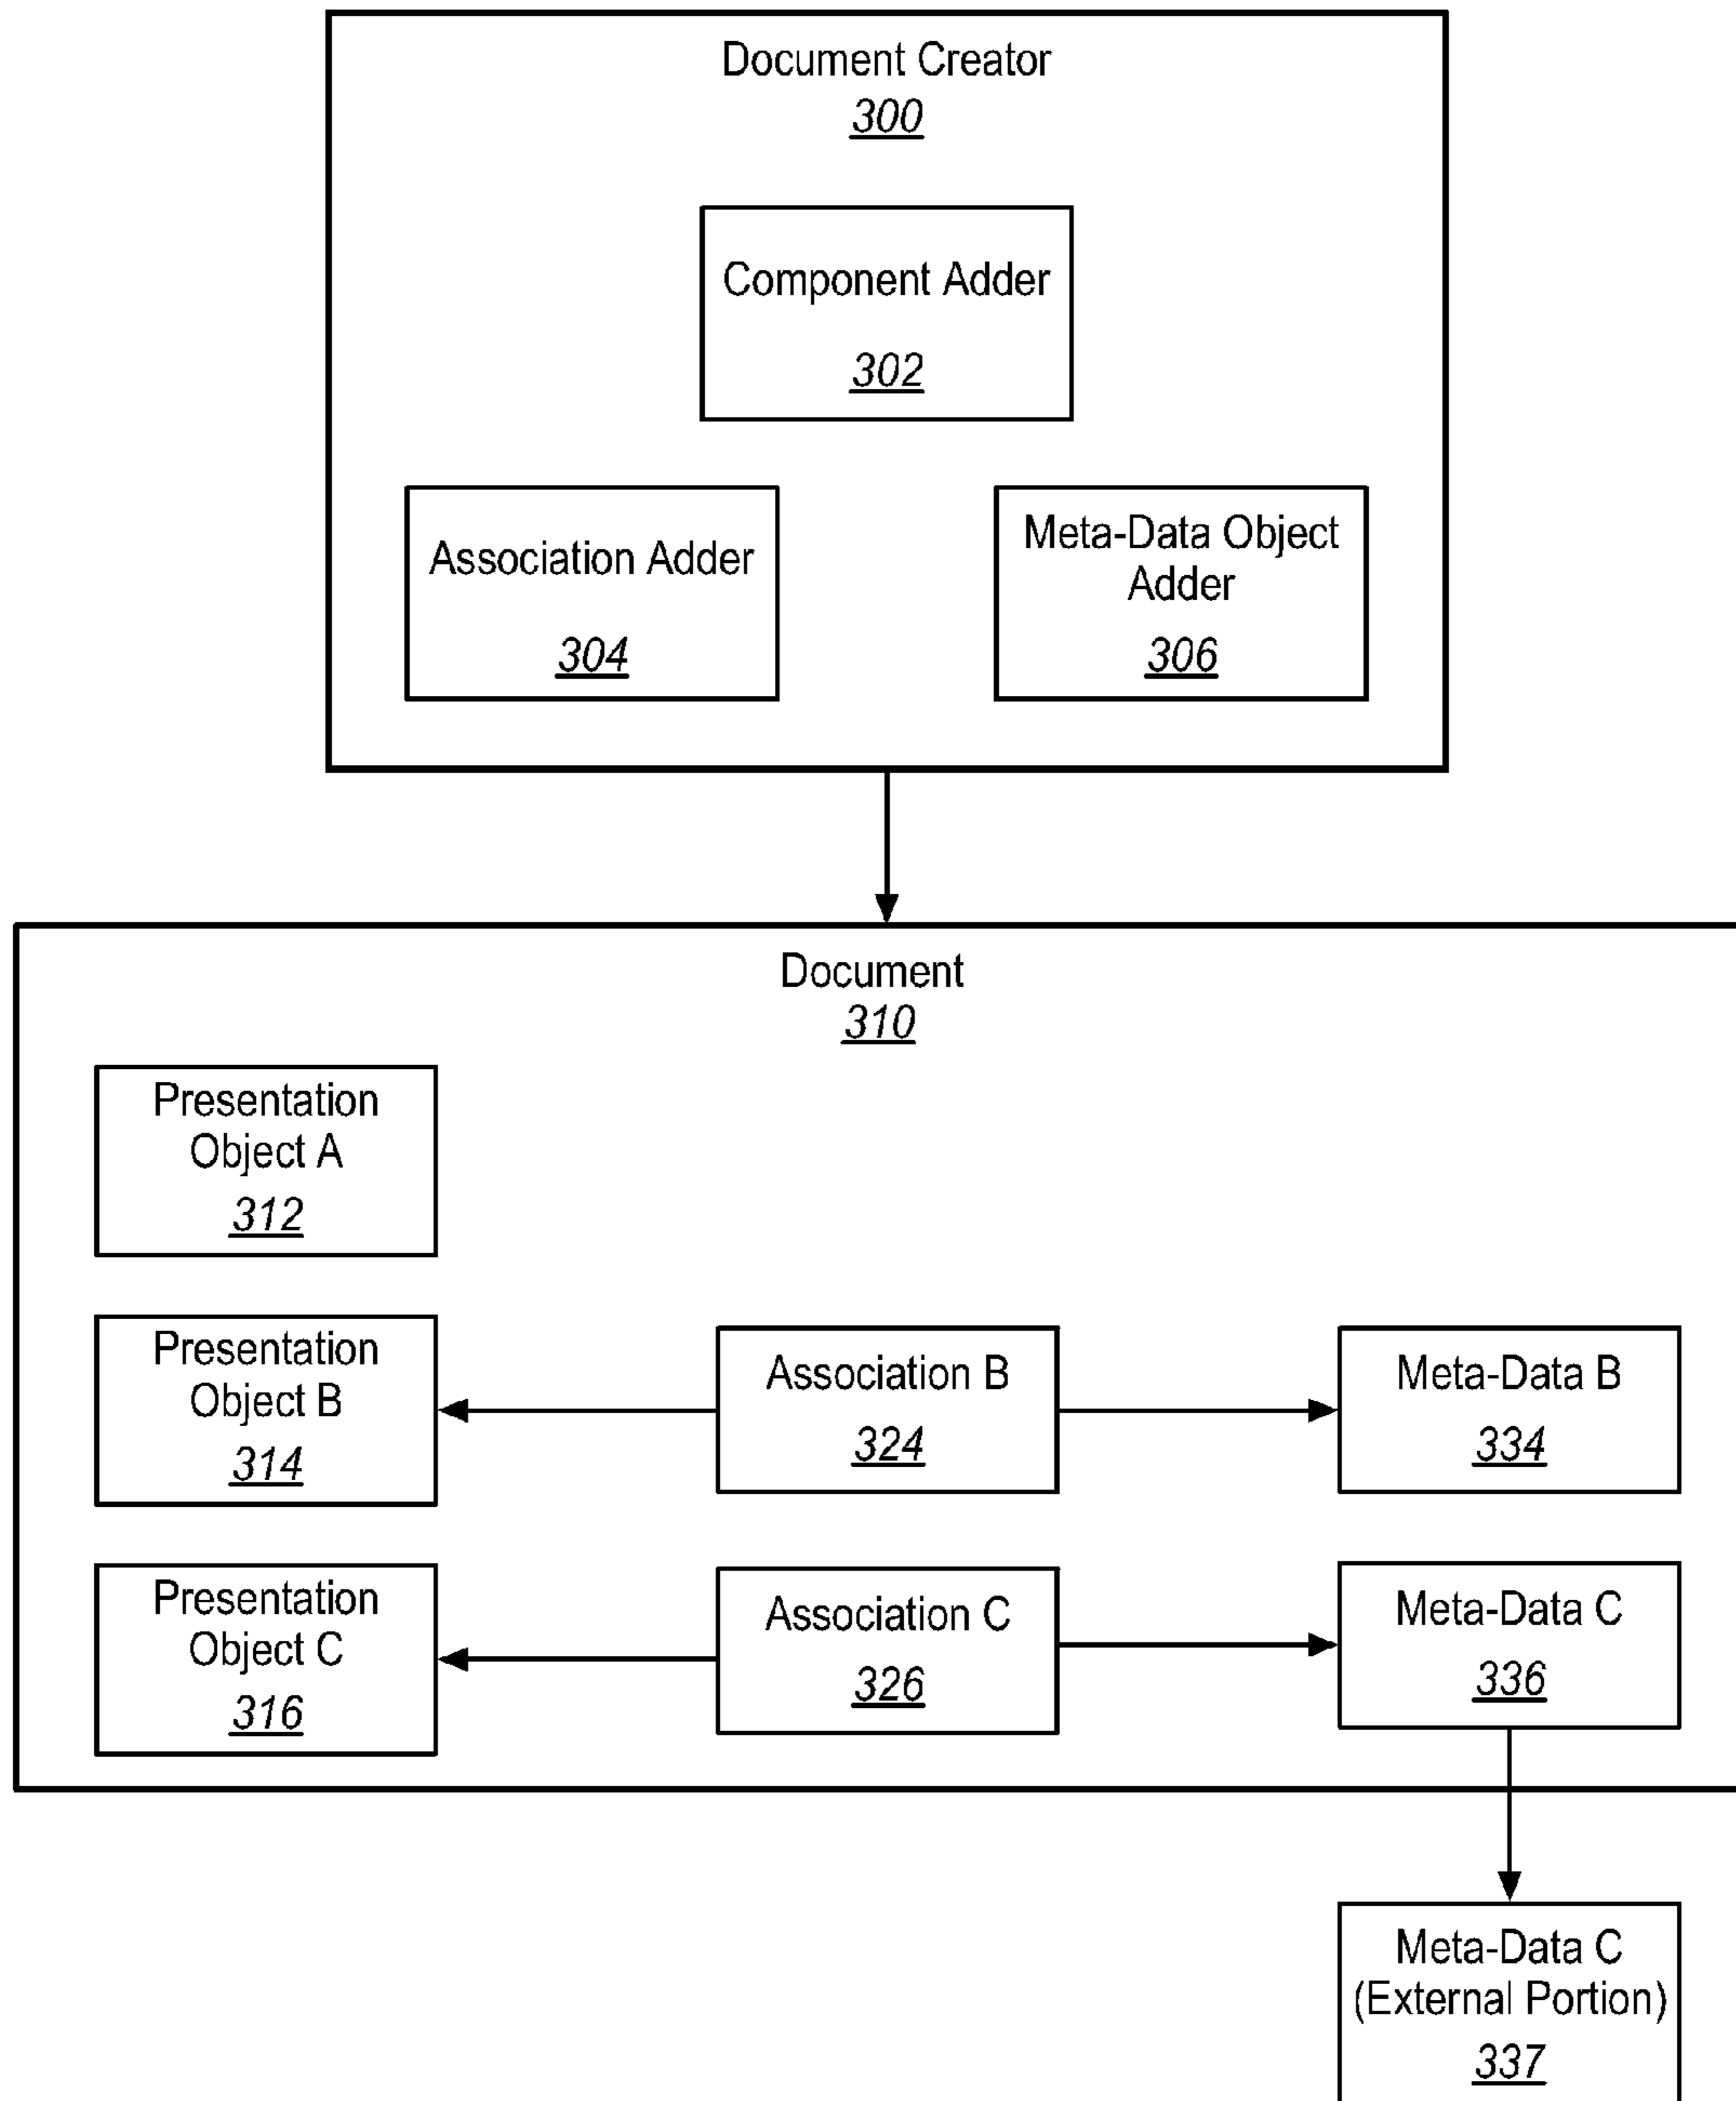 Document Creator
300
Component Adder
302
Association Adder
304
Meta-Data Object
Adder
306
Document
310
Presentation
Object A
312
Presentation
Object B
314
Association B
324
Meta-Data B
334
Presentation
Object C
316
Association C
326
Meta-Data C
336
Meta-Data C
(External Portion)
337